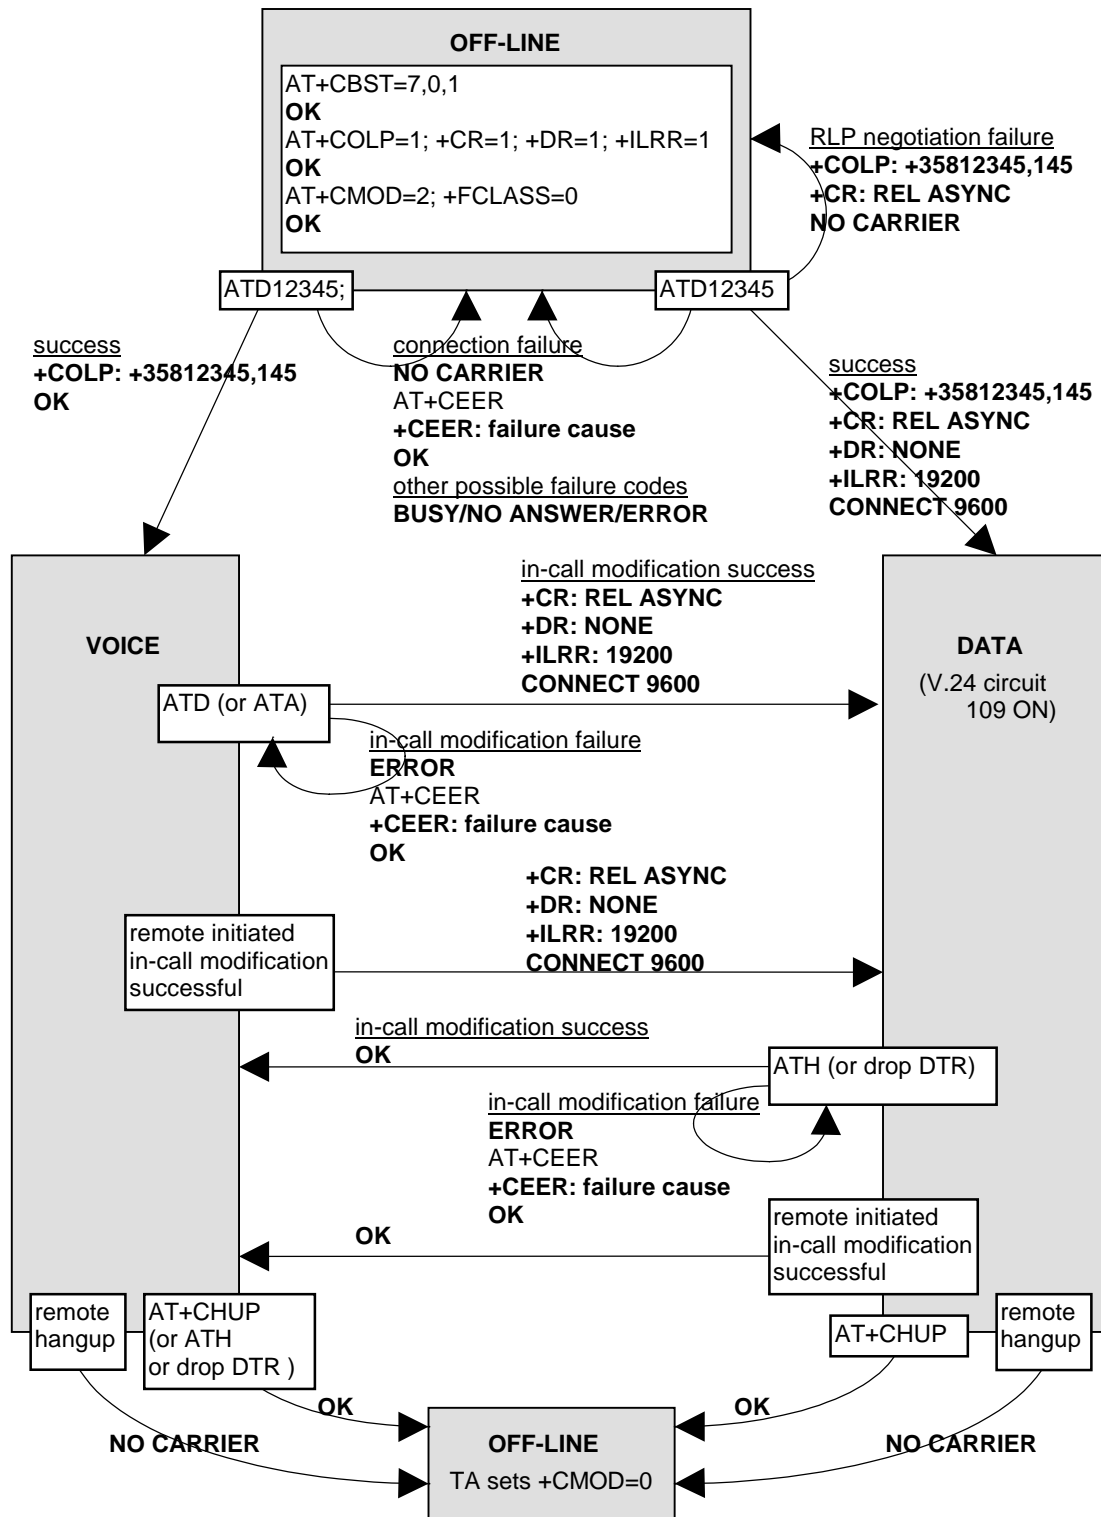 OFF-LINE
AT+CBST=7,0,1
OK
AT+COLP=1; +CR=1; +DR=1; +ILRR=1
OK
AT+CMOD=2; +FCLASS=0
OK
RLP negotiation failure
+COLP: +35812345,145
+CR: REL ASYNC
NO CARRIER
ATD12345;
ATD12345
success
+COLP: +35812345,145
OK
connection failure
NO CARRIER
AT+CEER
+CEER: failure cause
OK
other possible failure codes
BUSY/NO ANSWER/ERROR
success
+COLP: +35812345,145
+CR: REL ASYNC
+DR: NONE
+ILRR: 19200
CONNECT 9600
VOICE
in-call modification success
+CR: REL ASYNC
+DR: NONE
+ILRR: 19200
CONNECT 9600
DATA
(V.24 circuit
109 ON)
ATD (or ATA)
in-call modification failure
ERROR
AT+CEER
+CEER: failure cause
OK
+CR: REL ASYNC
+DR: NONE
+ILRR: 19200
CONNECT 9600
remote initiated
in-call modification
successful
in-call modification success
OK
ATH (or drop DTR)
in-call modification failure
ERROR
AT+CEER
+CEER: failure cause
OK
OK
remote initiated
in-call modification
successful
remote
hangup
AT+CHUP
(or ATH
or drop DTR )
AT+CHUP
remote
hangup
OK
OK
NO CARRIER
NO CARRIER
OFF-LINE
TA sets +CMOD=0